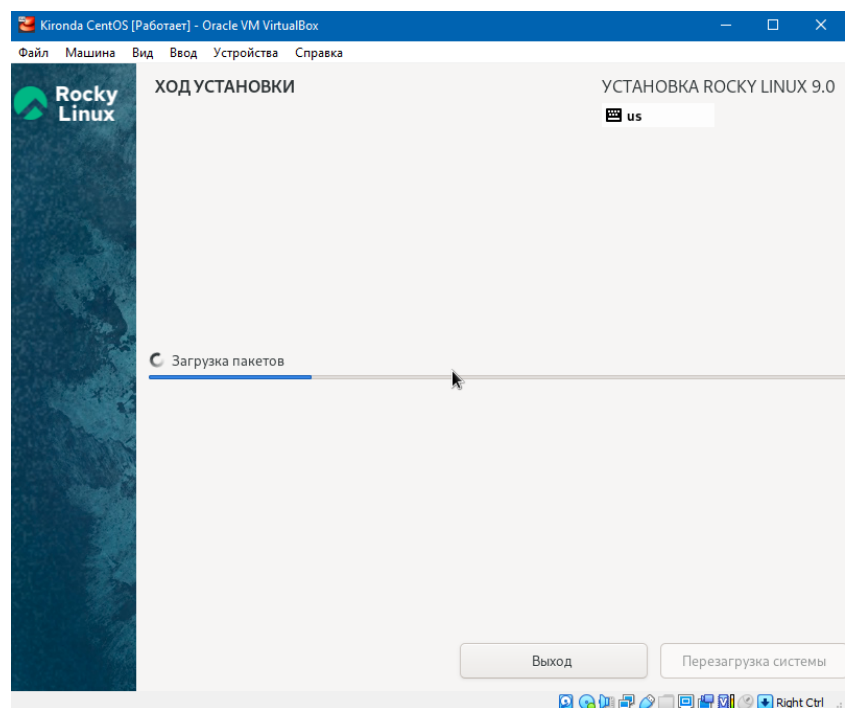 Kironda CentOS [Работает] - Oracle VM VirtualBox
Файл Машина Вид Ввод Устройства Справка
Rocky Linux
ХОД УСТАНОВКИ
УСТАНОВКА ROCKY LINUX 9.0
us
Загрузка пакетов
Выход
Перезагрузка системы
Right Ctrl